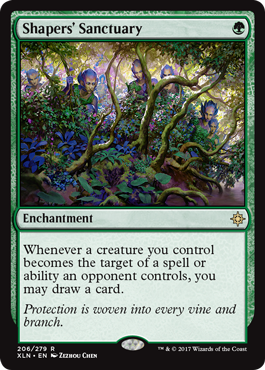 Shapers' Sanctuary
Enchantment
Whenever a creature you control
becomes the target of a spell or
ability an opponent controls, you
may draw a card.
Protection is woven into every vine and
branch.
206/279 R
XLN • EN Zezhou Chen
™ & © 2017 Wizards of the Coast